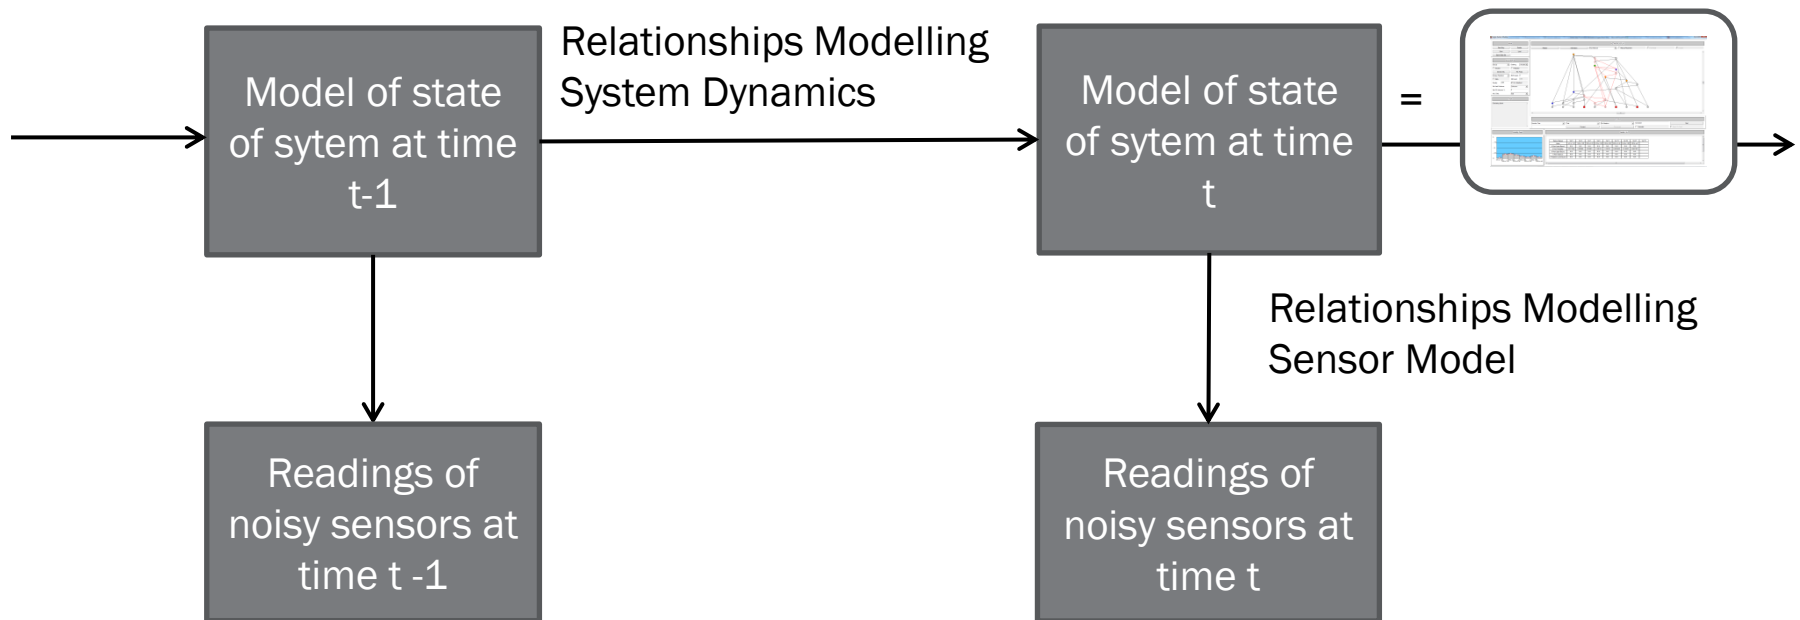 Model of state
of sytem at time
t-1
Relationships Modelling
System Dynamics
Model of state
of sytem at time
t
=
Relationships Modelling
Sensor Model
Readings of
noisy sensors at
time t -1
Readings of
noisy sensors at
time t